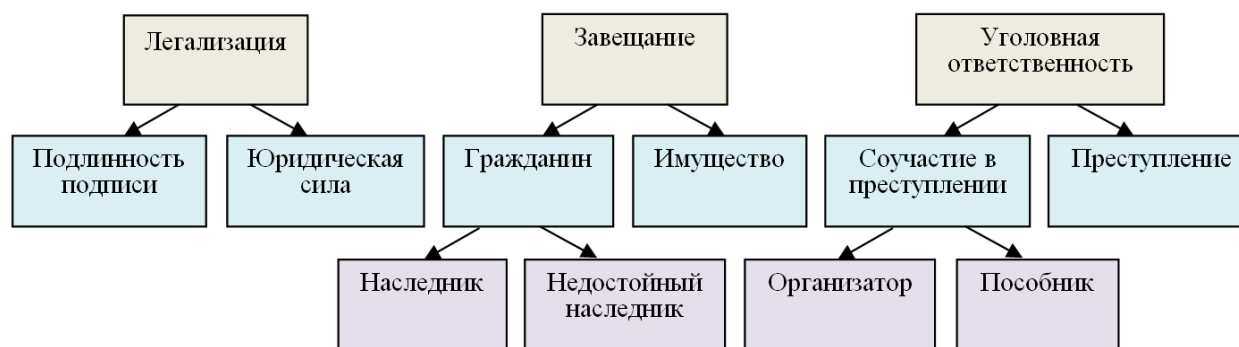 Легализация
Завещание
Уголовная
ответственность
Подлинность
подписи
Юридическая
сила
Гражданин
Имущество
Соучастие в
преступлении
Преступление
Наследник
Недостойный
наследник
Организатор
Пособник